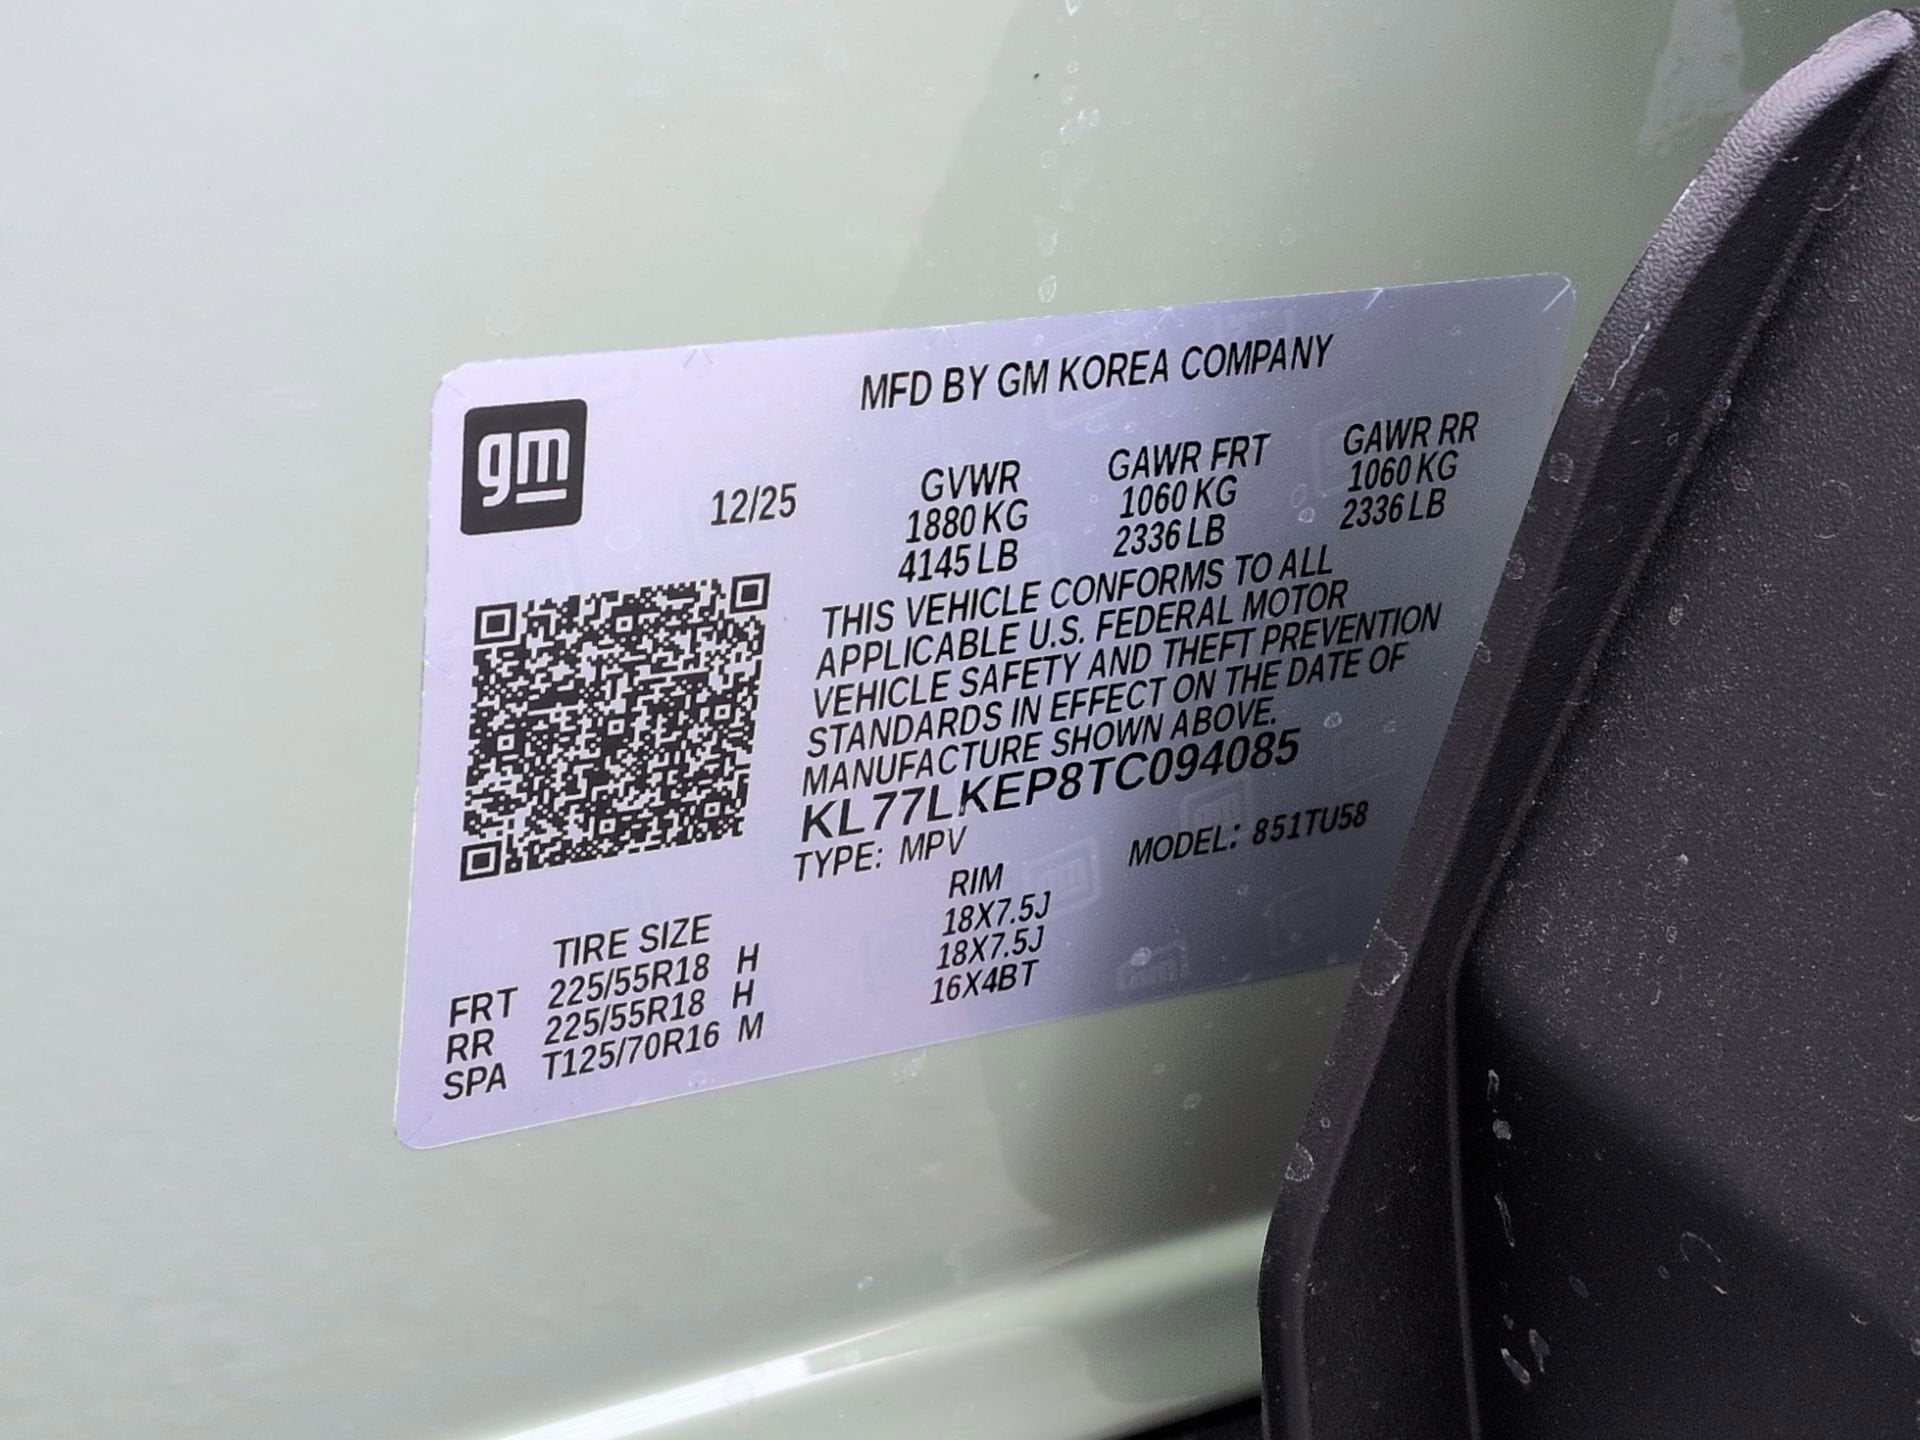 gm
MFD BY GM KOREA COMPANY
12/25
GVWR GAWR FRT GAWR RR
1880 KG 1060 KG 1060 KG
4145 LB 2336 LB 2336 LB
THIS VEHICLE CONFORMS TO ALL
APPLICABLE U.S. FEDERAL MOTOR
VEHICLE SAFETY AND THEFT PREVENTION
STANDARDS IN EFFECT ON THE DATE OF
MANUFACTURE SHOWN ABOVE.
KL77LKEP8TC094085
TYPE: MPV MODEL: 851TU58
TIRE SIZE RIM
FRT 225/55R18 H 18X7.5J
RR 225/55R18 H 18X7.5J
SPA T125/70R16 M 16X4BT